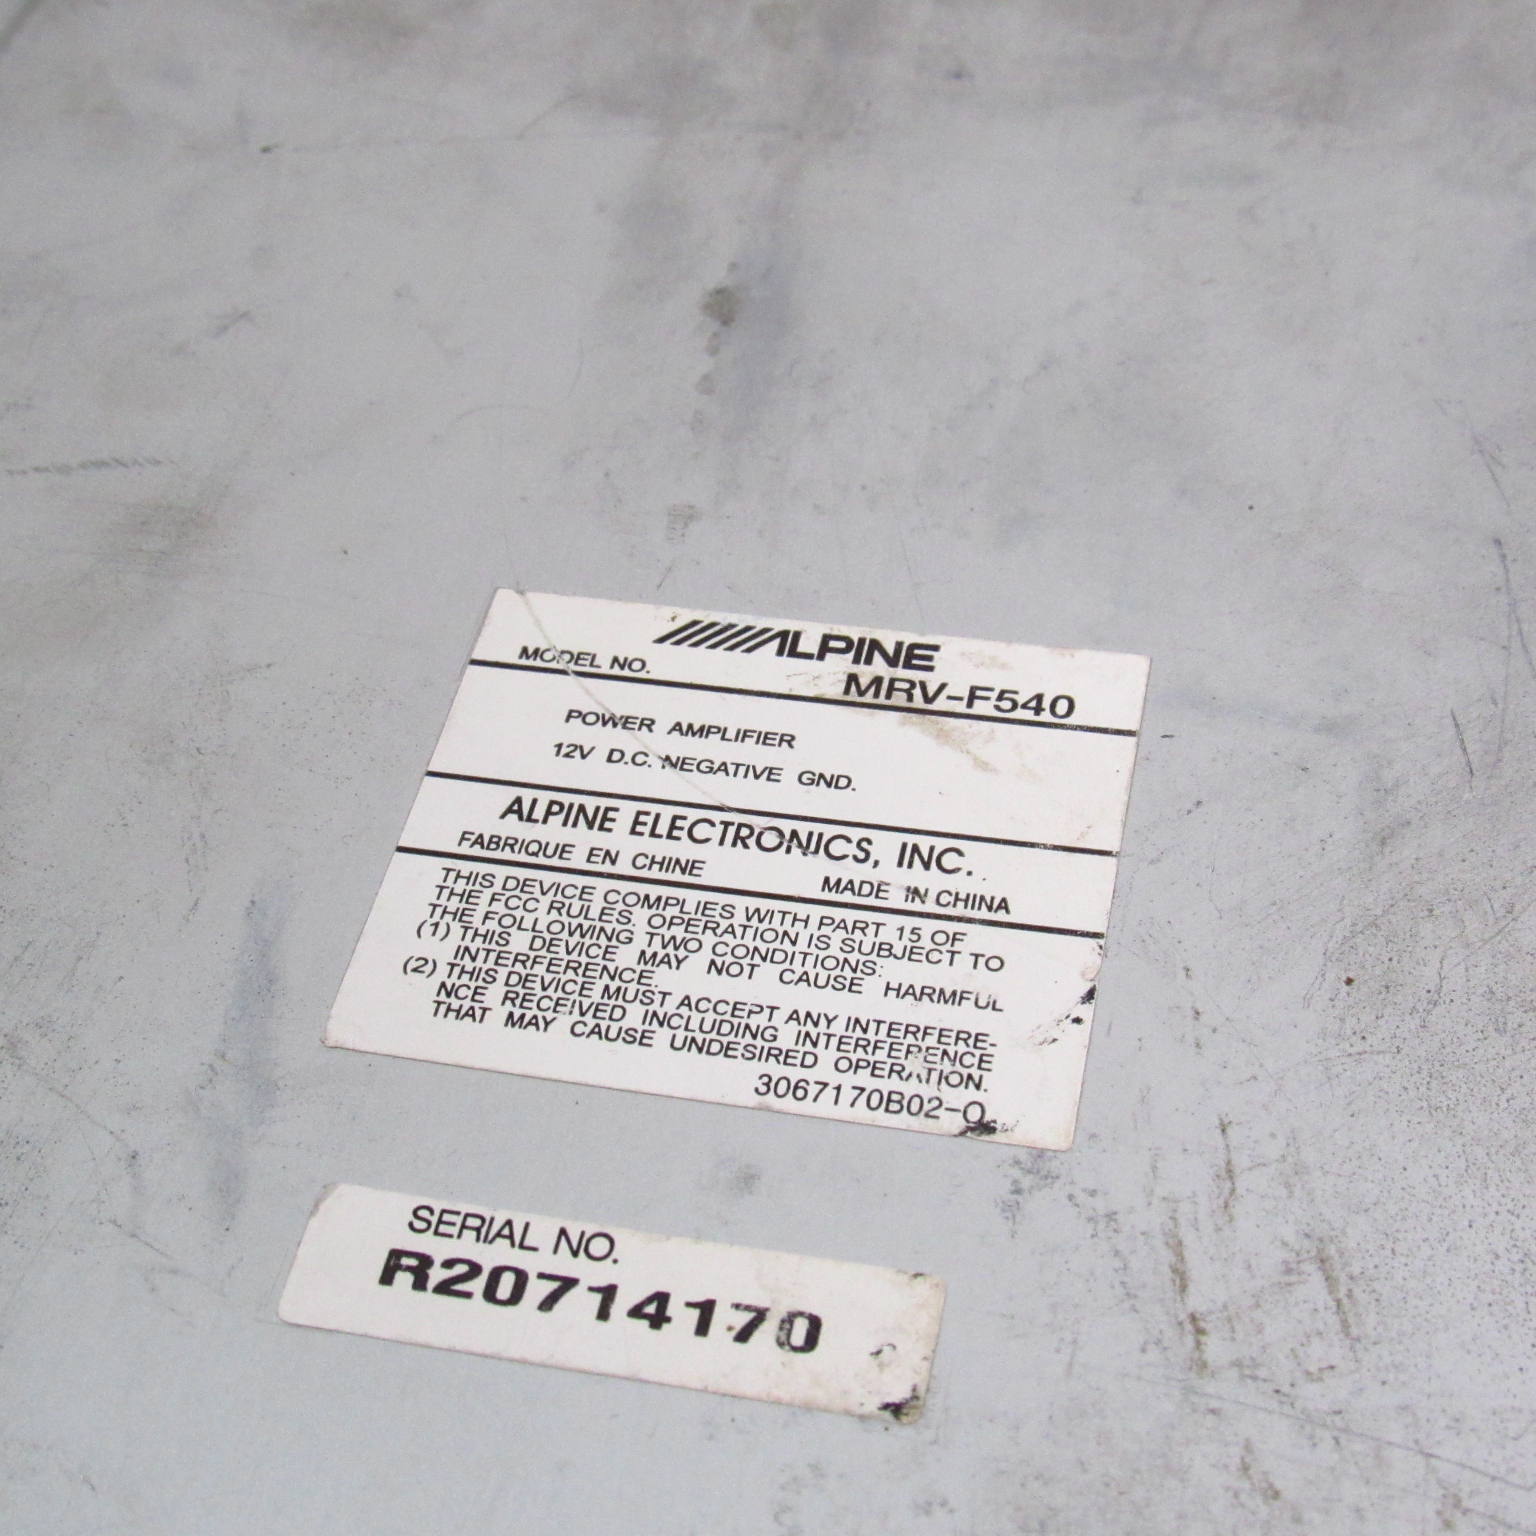 ALPINE
MODEL NO. MRV-F540
POWER AMPLIFIER
12V D.C. NEGATIVE GND.
ALPINE ELECTRONICS, INC.
FABRIQUE EN CHINE MADE IN CHINA
THIS DEVICE COMPLIES WITH PART 15 OF
THE FCC RULES. OPERATION IS SUBJECT TO
THE FOLLOWING TWO CONDITIONS:
(1) THIS DEVICE MAY NOT CAUSE HARMFUL
INTERFERENCE.
(2) THIS DEVICE MUST ACCEPT ANY INTERFERE-
NCE RECEIVED INCLUDING INTERFERENCE
THAT MAY CAUSE UNDESIRED OPERATION.
3067170B02-O
SERIAL NO.
R20714170